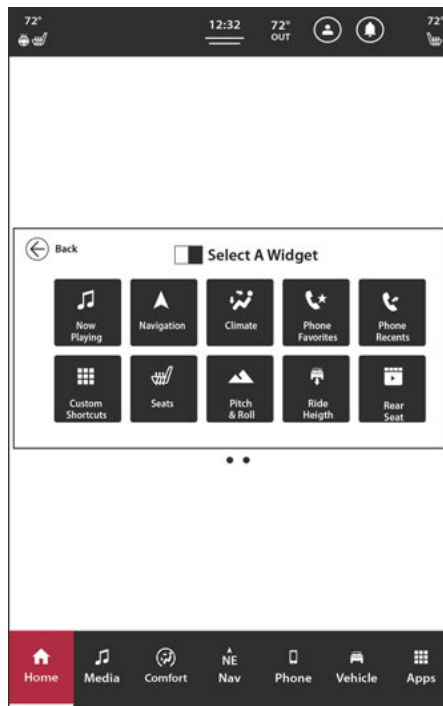 72°
12:32
72°
OUT
72°
Back
Select A Widget
Now
Playing
Navigation
Climate
Phone
Favorites
Phone
Recents
Custom
Shortcuts
Seats
Pitch
& Roll
Ride
Heigth
Rear
Seat
Home
Media
Comfort
NE
Nav
Phone
Vehicle
Apps